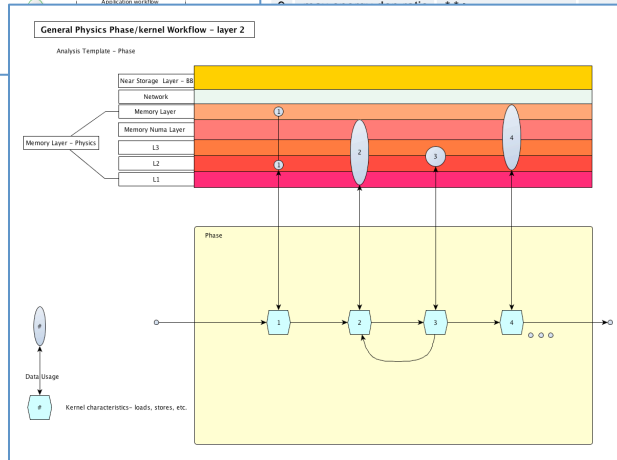 Application workflow
General Physics Phase/kernel Workflow – layer 2
Analysis Template – Phase
Near Storage Layer – BB
Network
Memory Layer
Memory Numa Layer
Memory Layer – Physics
L3
L2
L1
1
1
2
3
4
Phase
1
2
3
4
#
Data Usage
#
Kernel characteristics– loads, stores, etc.